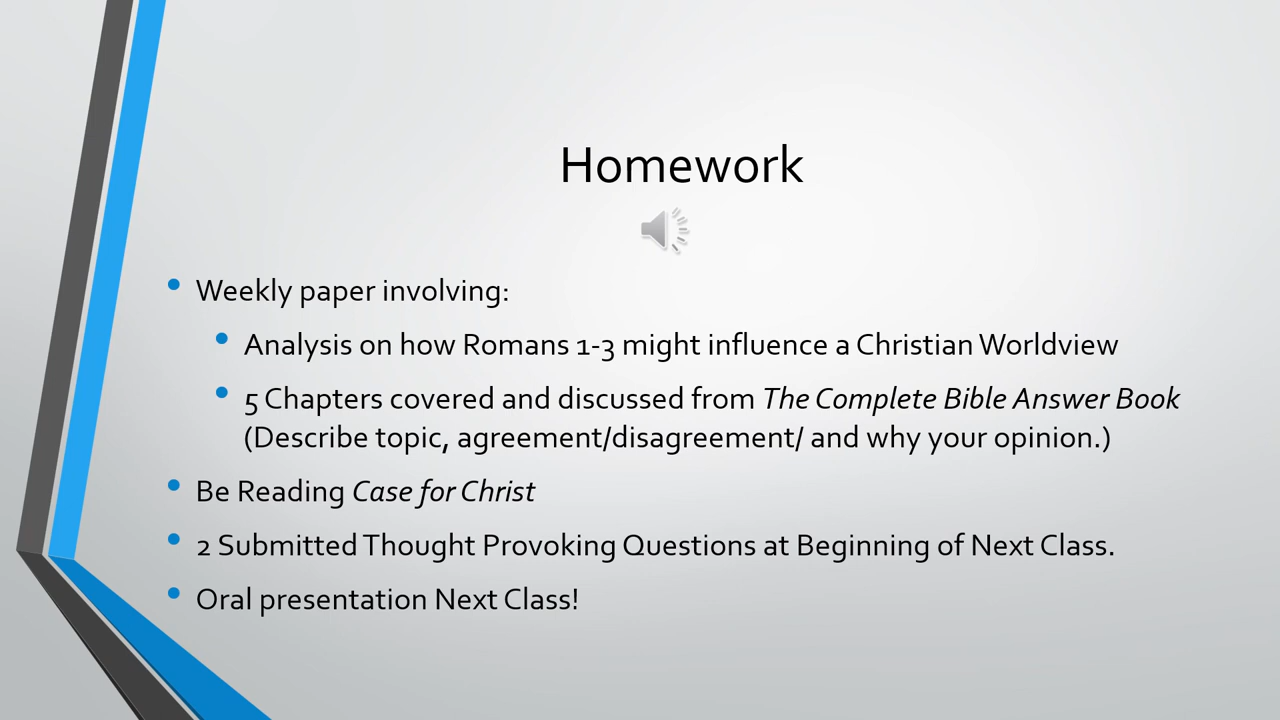 Homework
• Weekly paper involving:
• Analysis on how Romans 1-3 might influence a Christian Worldview
• 5 Chapters covered and discussed from The Complete Bible Answer Book
(Describe topic, agreement/disagreement/ and why your opinion.)
• Be Reading Case for Christ
• 2 Submitted Thought Provoking Questions at Beginning of Next Class.
• Oral presentation Next Class!